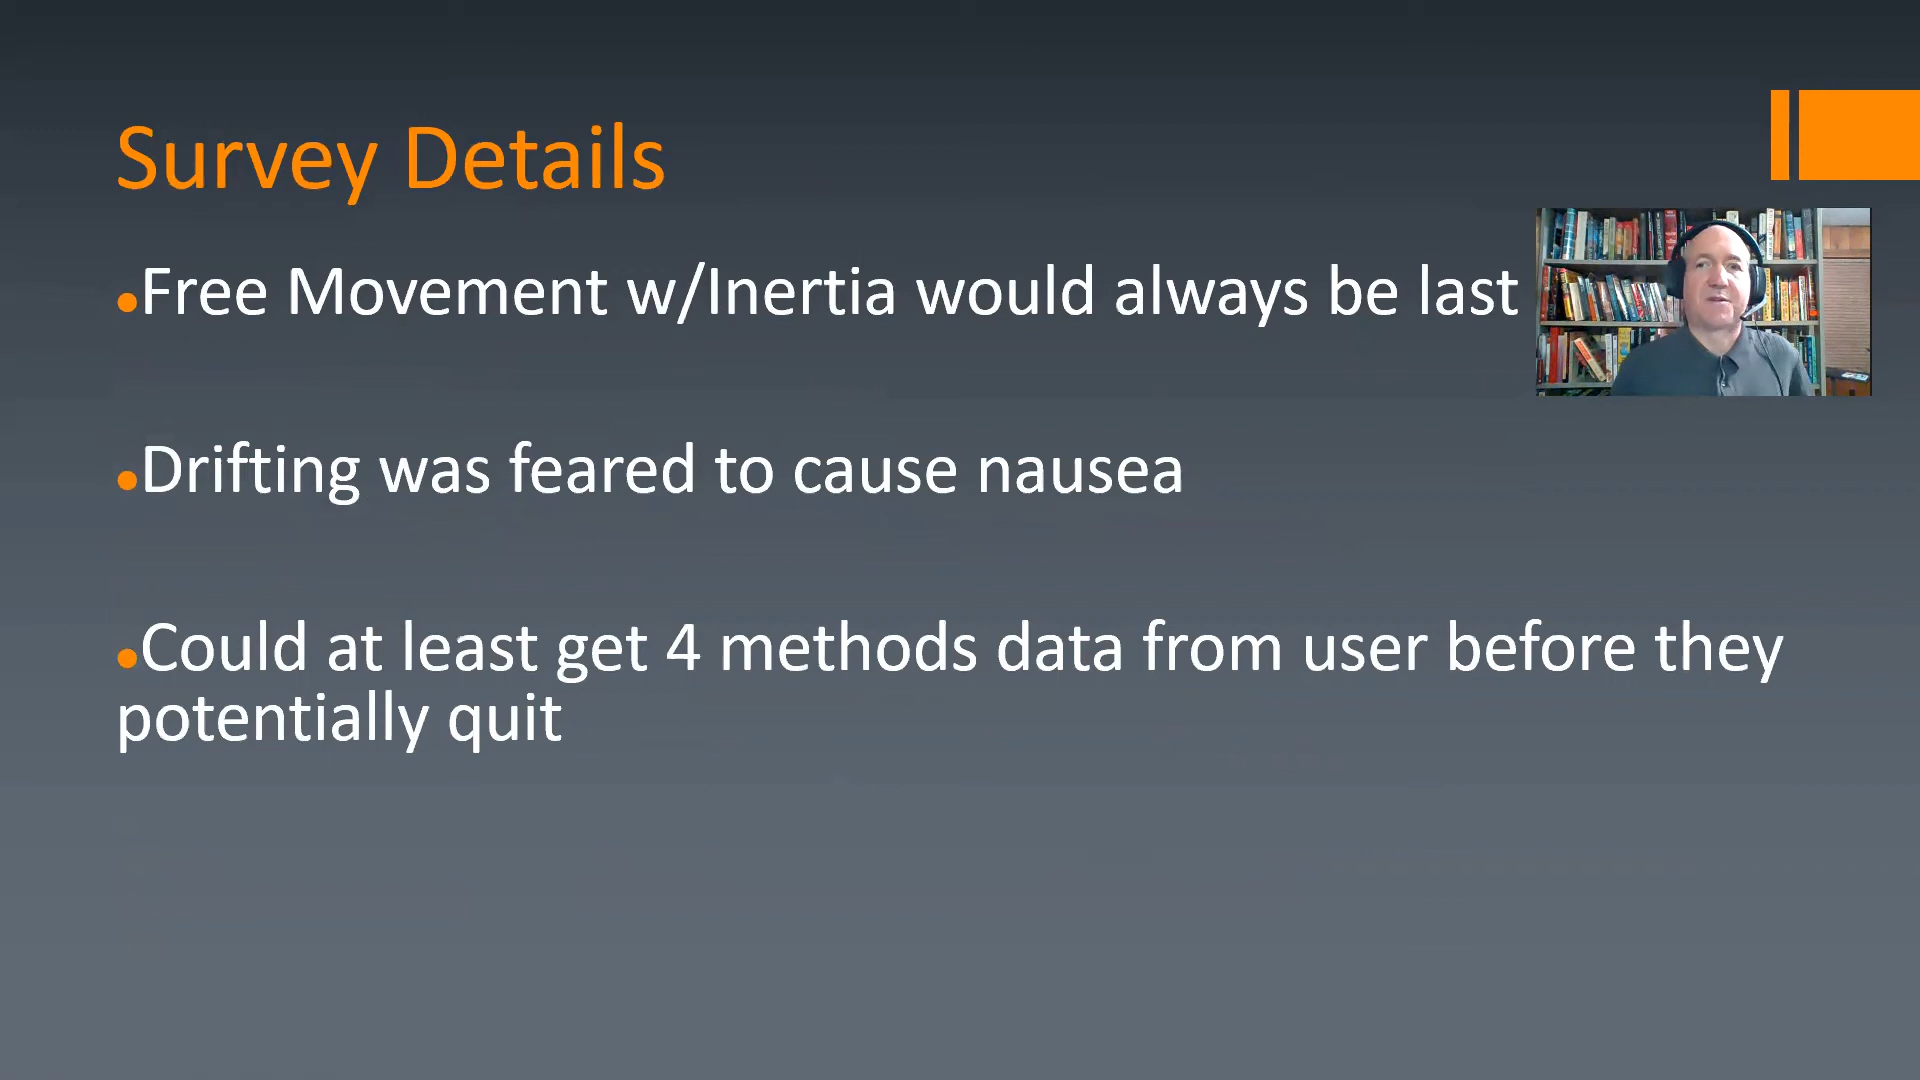 Survey Details
•Free Movement w/Inertia would always be last
•Drifting was feared to cause nausea
•Could at least get 4 methods data from user before they
potentially quit